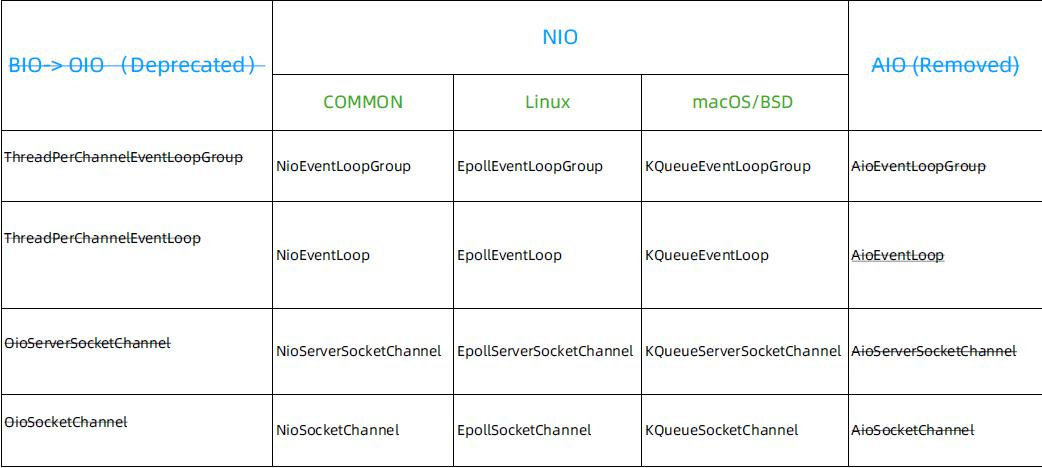 BIO-> OIO （Deprecated）
NIO
AIO (Removed)
COMMON
Linux
macOS/BSD
ThreadPerChannelEventLoopGroup
NioEventLoopGroup
EpollEventLoopGroup
KQueueEventLoopGroup
AioEventLoopGroup
ThreadPerChannelEventLoop
NioEventLoop
EpollEventLoop
KQueueEventLoop
AioEventLoop
OioServerSocketChannel
NioServerSocketChannel
EpollServerSocketChannel
KQueueServerSocketChannel
AioServerSocketChannel
OioSocketChannel
NioSocketChannel
EpollSocketChannel
KQueueSocketChannel
AioSocketChannel